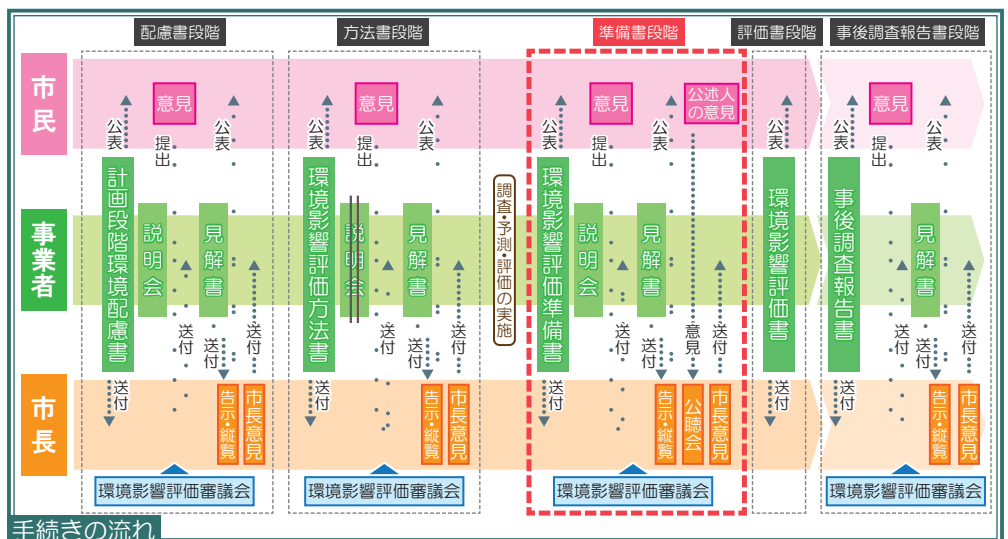 配慮書段階
方法書段階
準備書段階
評価書段階
事後調査報告書段階
市民
意見
公表
提出
公表
意見
公表
提出
公表
意見
公述人
の意見
公表
提出
公表
公表
意見
公表
提出
公表
事業者
計画段階環境配慮書
説明会
見解書
環境影響評価方法書
説明会
見解書
調査・予測・評価の実施
環境影響評価準備書
説明会
見解書
環境影響評価書
事後調査報告書
見解書
送付
送付
送付
送付
送付
送付
送付
送付
送付
送付
送付
意見
送付
送付
送付
送付
送付
送付
市長
告示・縦覧
市長意見
告示・縦覧
市長意見
告示・縦覧
公聴会
市長意見
告示・縦覧
市長意見
環境影響評価審議会
環境影響評価審議会
環境影響評価審議会
環境影響評価審議会
手続きの流れ